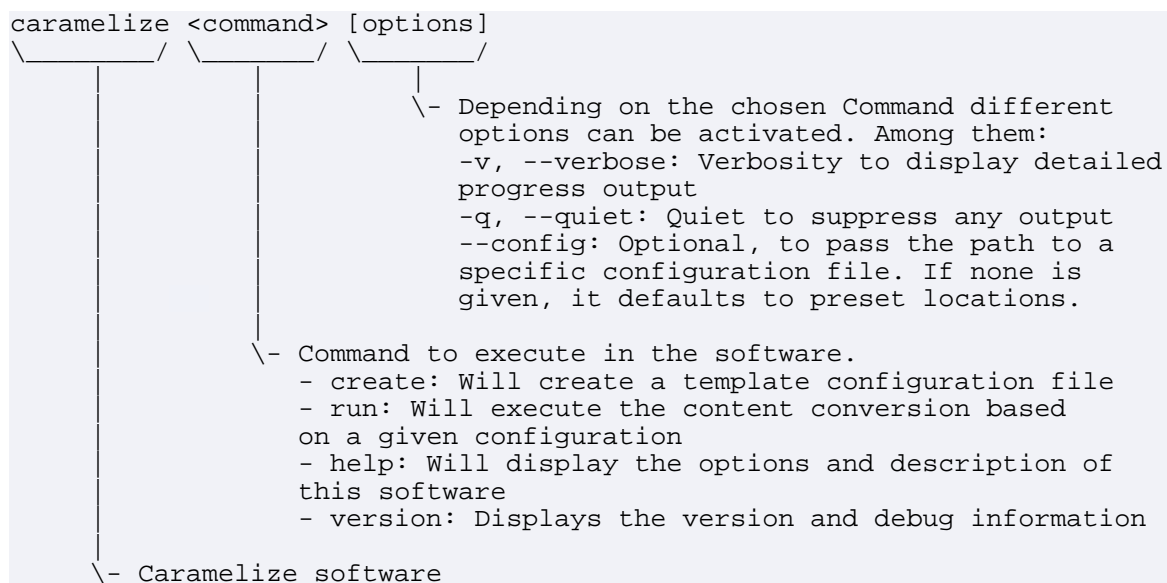 caramelize <command> [options]
\_________/ \_______/ \_______/
| | |
| | \- Depending on the chosen Command different
| | options can be activated. Among them:
| | -v, --verbose: Verbosity to display detailed
| | progress output
| | -q, --quiet: Quiet to suppress any output
| | --config: Optional, to pass the path to a
| | specific configuration file. If none is
| | given, it defaults to preset locations.
| |
| \- Command to execute in the software.
| - create: Will create a template configuration file
| - run: Will execute the content conversion based
| on a given configuration
| - help: Will display the options and description of
| this software
| - version: Displays the version and debug information
|
\- Caramelize software